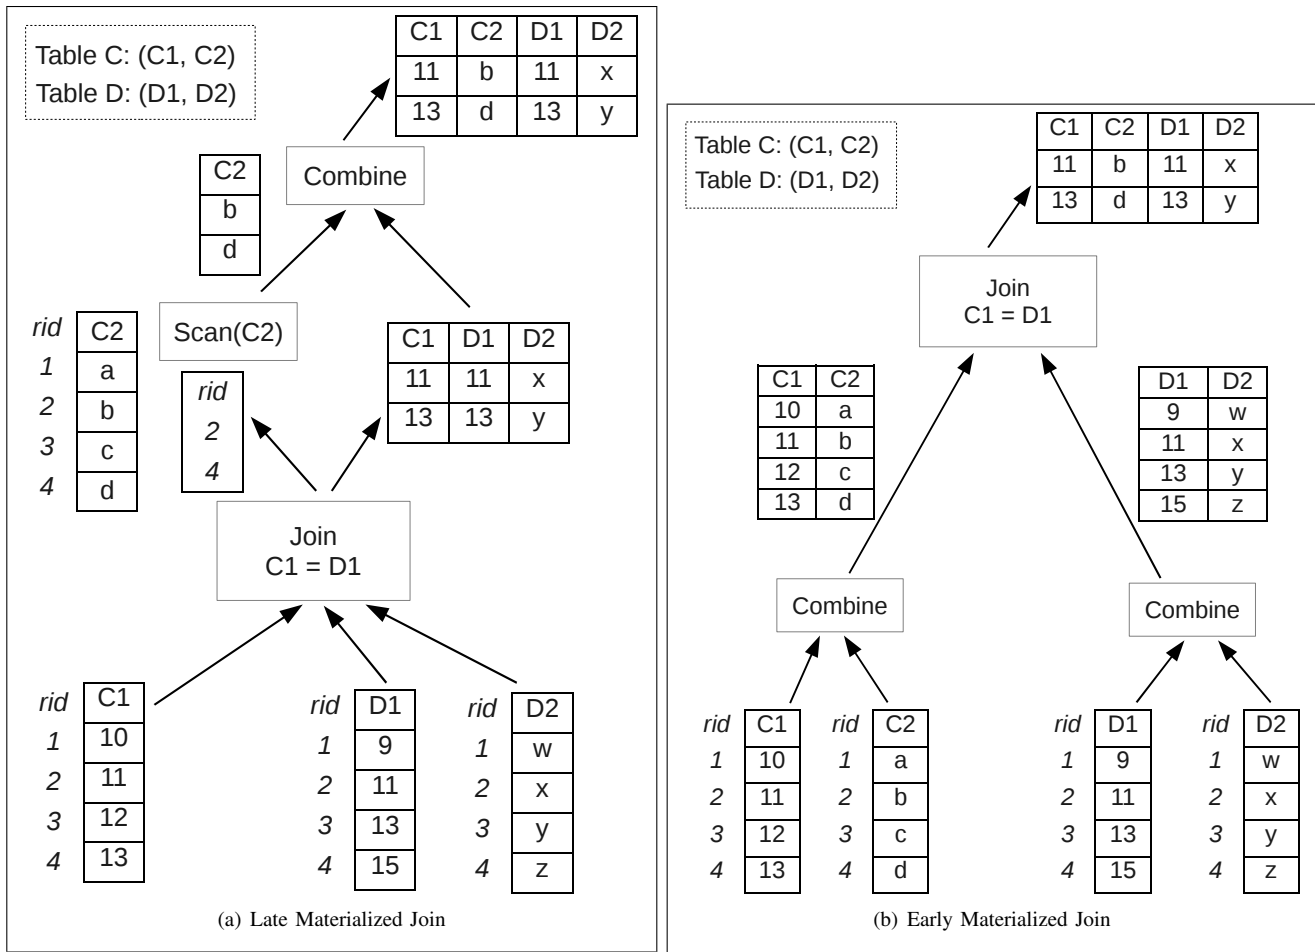 Table C: (C1, C2)
Table D: (D1, D2)
C1 C2 D1 D2
11 b 11 x
13 d 13 y
Combine
C2
b
d
Scan(C2)
rid C2
1 a
2 b
3 c
4 d
rid
2
4
C1 D1 D2
11 11 x
13 13 y
Join
C1 = D1
rid C1
1 10
2 11
3 12
4 13
rid D1
1 9
2 11
3 13
4 15
rid D2
1 w
2 x
3 y
4 z
(a) Late Materialized Join
Table C: (C1, C2)
Table D: (D1, D2)
C1 C2 D1 D2
11 b 11 x
13 d 13 y
Join
C1 = D1
C1 C2
10 a
11 b
12 c
13 d
D1 D2
9 w
11 x
13 y
15 z
Combine
Combine
rid C1
1 10
2 11
3 12
4 13
rid C2
1 a
2 b
3 c
4 d
rid D1
1 9
2 11
3 13
4 15
rid D2
1 w
2 x
3 y
4 z
(b) Early Materialized Join